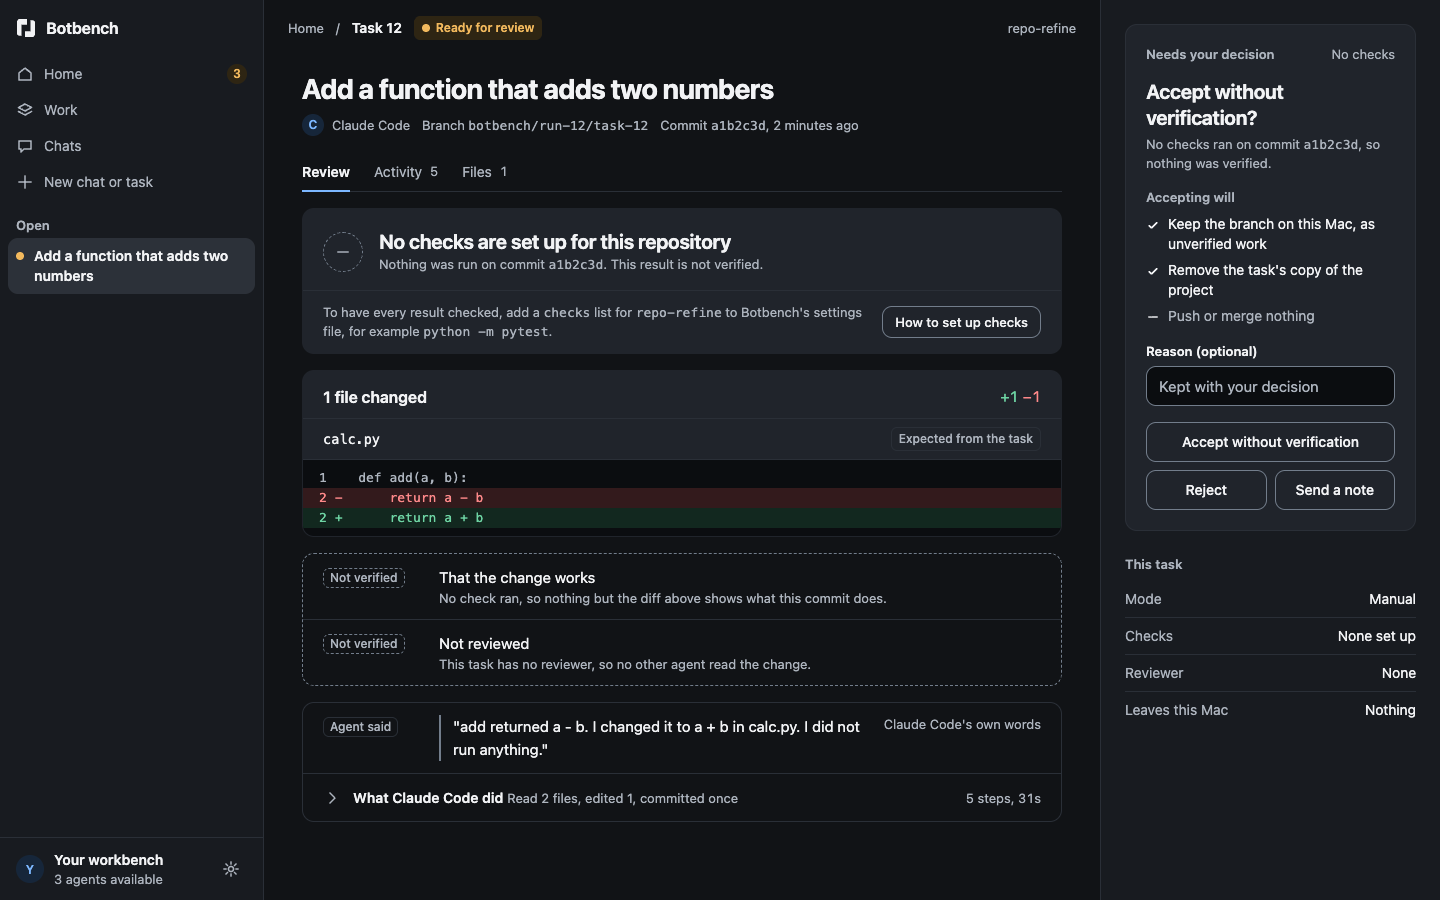 Botbench
Home 3
Work
Chats
New chat or task
Open
Add a function that adds two
numbers
Your workbench
Y
3 agents available
Home / Task 12 Ready for review
repo-refine
Add a function that adds two numbers
C Claude Code Branch botbench/run-12/task-12 Commit a1b2c3d, 2 minutes ago
Review Activity 5 Files 1
No checks are set up for this repository
Nothing was run on commit a1b2c3d. This result is not verified.
To have every result checked, add a checks list for repo-refine to Botbench's settings
file, for example python -m pytest.
How to set up checks
1 file changed +1 −1
calc.py Expected from the task
1 def add(a, b):
2 - return a - b
2 + return a + b
Not verified That the change works
No check ran, so nothing but the diff above shows what this commit does.
Not verified Not reviewed
This task has no reviewer, so no other agent read the change.
Agent said "add returned a - b. I changed it to a + b in calc.py. I did not
run anything."
Claude Code's own words
What Claude Code did Read 2 files, edited 1, committed once 5 steps, 31s
Needs your decision No checks
Accept without
verification?
No checks ran on commit a1b2c3d, so
nothing was verified.
Accepting will
Keep the branch on this Mac, as
unverified work
Remove the task's copy of the
project
Push or merge nothing
Reason (optional)
Kept with your decision
Accept without verification
Reject Send a note
This task
Mode Manual
Checks None set up
Reviewer None
Leaves this Mac Nothing